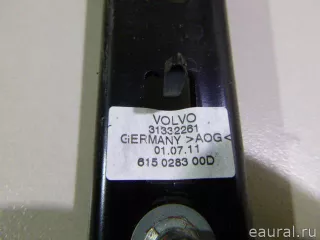 VOLVO
31332261
GERMANY >AOG<
01.07.11
615 0283 00D
eaural.ru